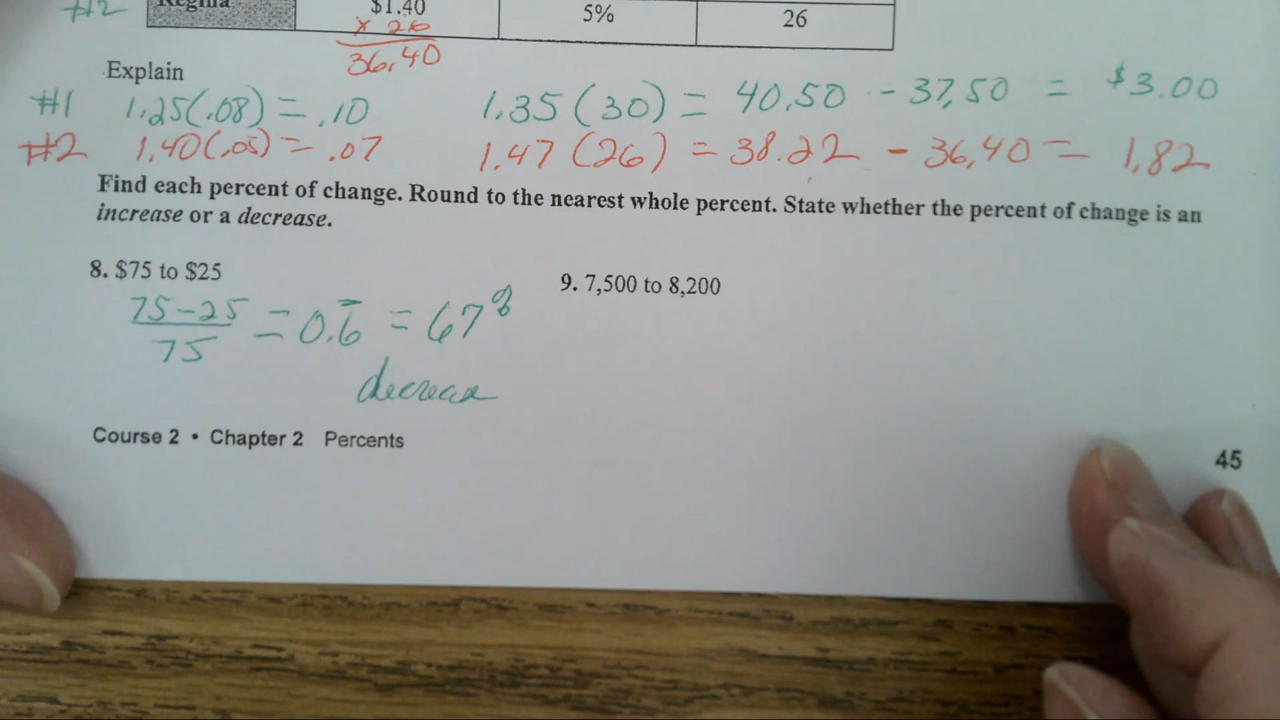 #2 Regina $1.40 5% 26
x 26
36.40
Explain
#1 1.25(.08) = .10 1.35 (30) = 40.50 - 37.50 = $3.00
#2 1.40(.05) = .07 1.47 (26) = 38.22 - 36.40 = 1.82
Find each percent of change. Round to the nearest whole percent. State whether the percent of change is an
increase or a decrease.
8. $75 to $25
9. 7,500 to 8,200
75-25
75
= 0.6̅ = 67%
decrease
Course 2 • Chapter 2 Percents
45